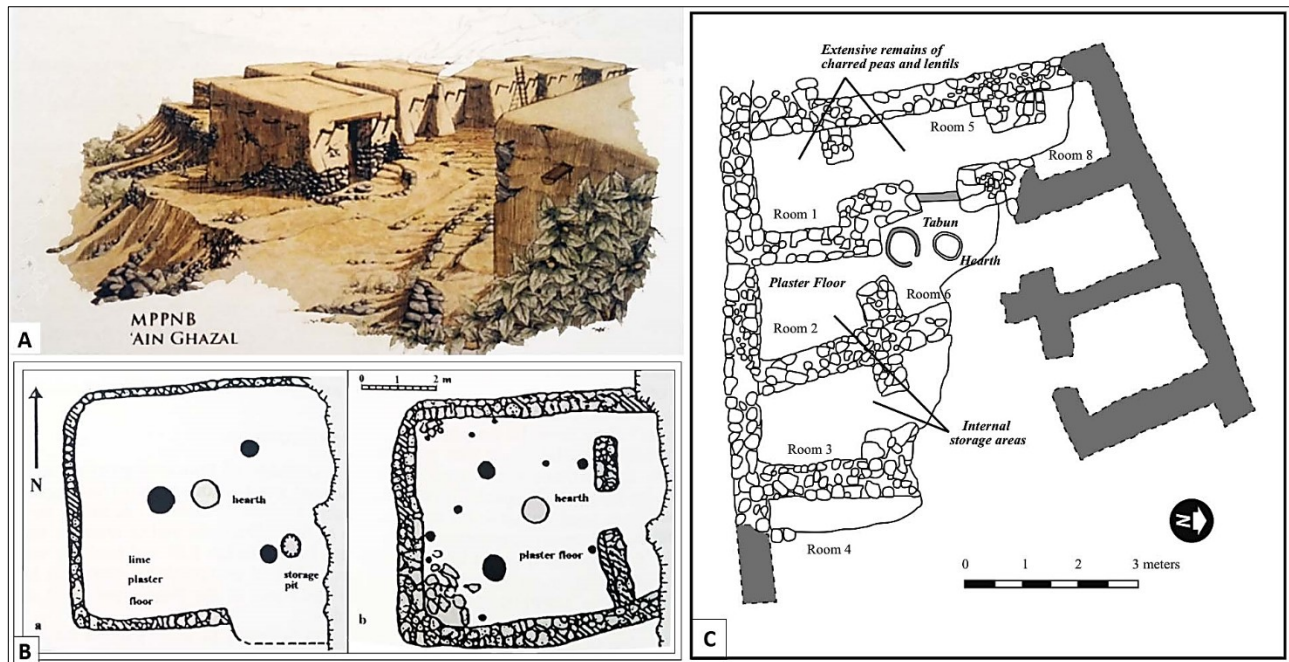 MPPNB
'AIN GHAZAL
A
N
hearth
lime
plaster
floor
storage
pit
a
B
0 1 2 m
hearth
plaster floor
b
Extensive remains of
charred peas and lentils
Room 5
Room 8
Room 1
Tabun
Hearth
Plaster Floor
Room 6
Room 2
Internal
storage areas
Room 3
Room 4
N
0 1 2 3 meters
C